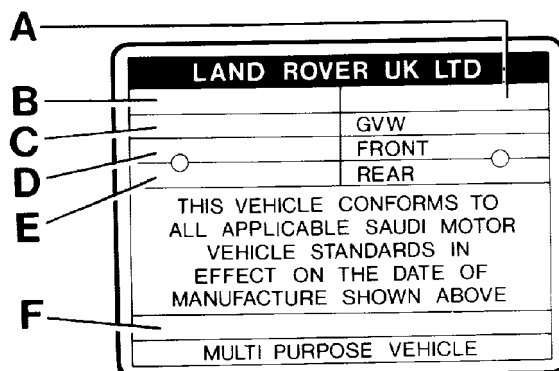 A
LAND ROVER UK LTD
B
C GVW
D FRONT
E REAR
THIS VEHICLE CONFORMS TO
ALL APPLICABLE SAUDI MOTOR
VEHICLE STANDARDS IN
EFFECT ON THE DATE OF
MANUFACTURE SHOWN ABOVE
F
MULTI PURPOSE VEHICLE